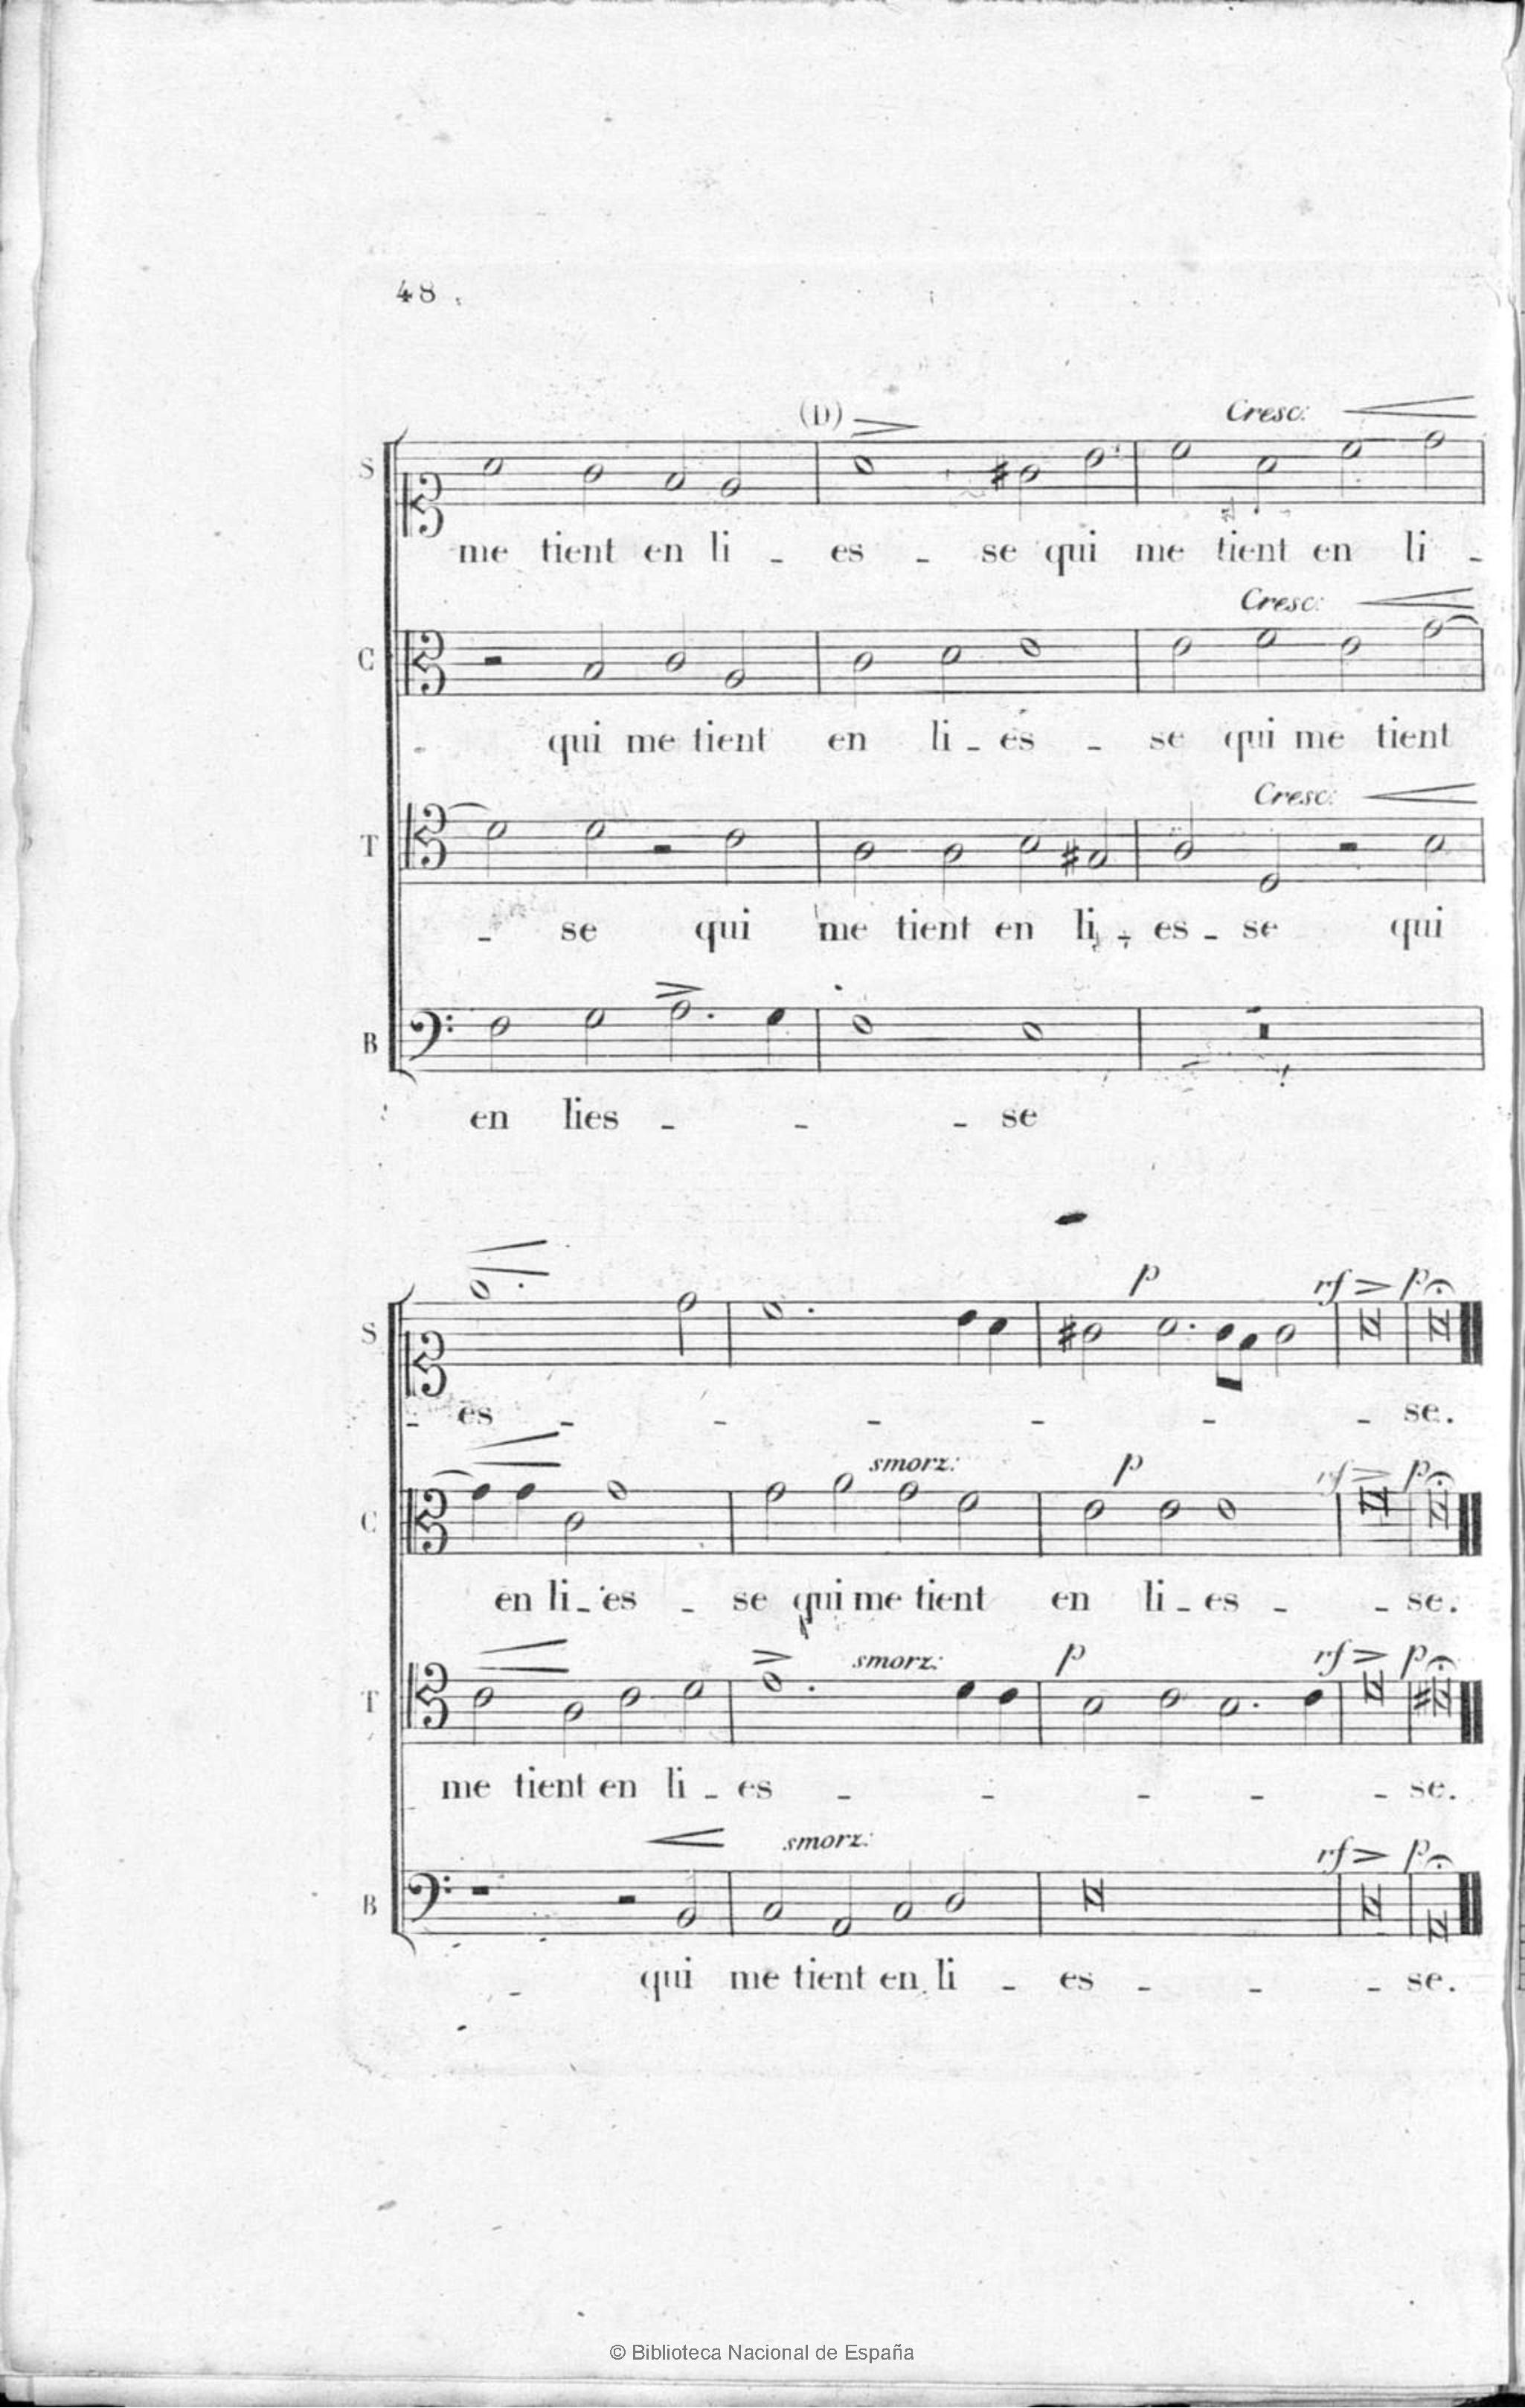 48.
(D) Cresc:
S
me tient en li - es - se qui me tient en li -
Cresc:
C
qui me tient en li - es - se qui me tient
Cresc:
T
- se qui me tient en li - es - se qui
B
en lies - - - se
p rf p
S
- es - - - - - - se.
smorz: p rf p
C
en li - es - se qui me tient en li - es - - se.
smorz: p rf p
T
me tient en li - es - - - - - se.
smorz: rf p
B
- qui me tient en li - es - - - se.
© Biblioteca Nacional de España